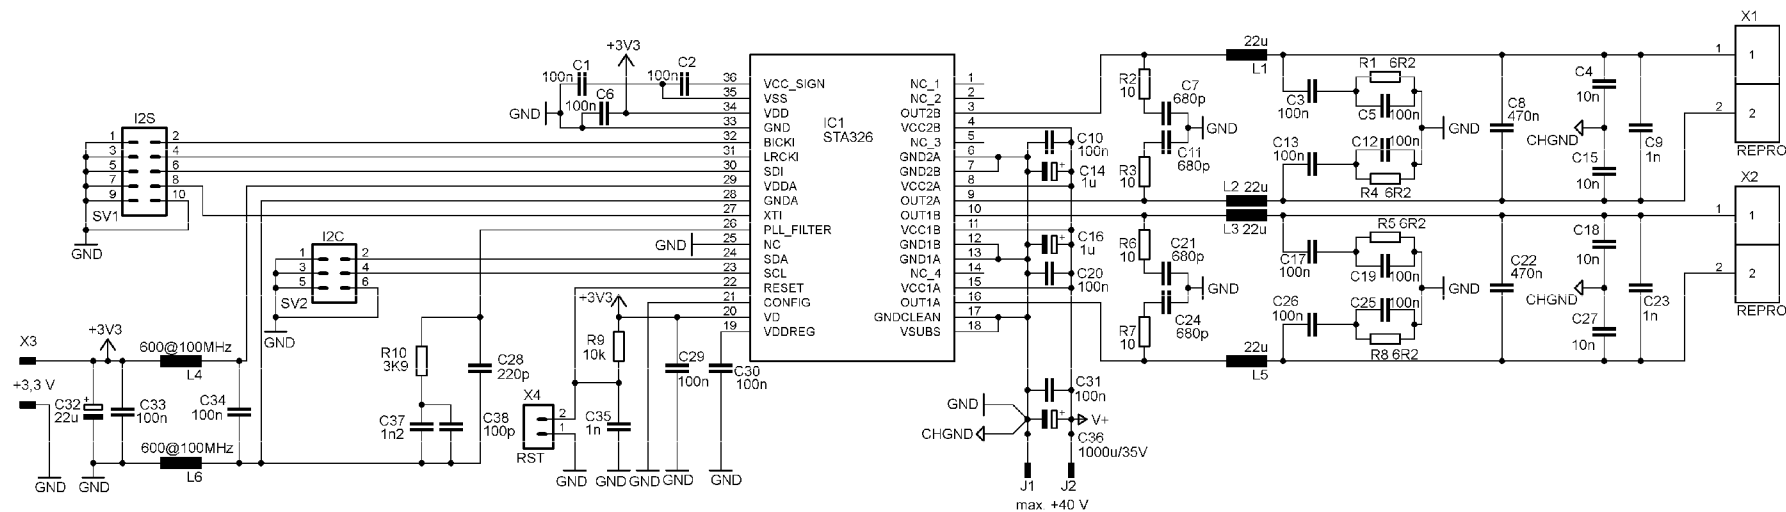 X1
22u
L1
R1 6R2
1
1
2
2
REPRO
C3
100n
C5 100n
C8
470n
C4
10n
C9
1n
CHGND
C15
10n
GND
C13
100n
C12 100n
R4 6R2
L2 22u
L3 22u
R2
10
C7
680p
GND
C11
680p
R3
10
X2
1
1
2
2
REPRO
R5 6R2
C17
100n
C19 100n
C18
10n
C22
470n
C23
1n
CHGND
C27
10n
GND
C26
100n
C25 100n
R8 6R2
22u
L5
R6
10
C21
680p
GND
C24
680p
R7
10
+3V3
C1
100n
C2
100n
C6
100n
GND
IC1
STA326
36 VCC_SIGN
35 VSS
34 VDD
33 GND
32 BICKI
31 LRCKI
30 SDI
29 VDDA
28 GNDA
27 XTI
26 PLL_FILTER
25 NC
24 SDA
23 SCL
22 RESET
21 CONFIG
20 VD
19 VDDREG
NC_1 1
NC_2 2
OUT2B 3
VCC2B 4
NC_3 5
GND2A 6
GND2B 7
VCC2A 8
OUT2A 9
OUT1B 10
VCC1B 11
GND1B 12
GND1A 13
NC_4 14
VCC1A 15
OUT1A 16
GNDCLEAN 17
VSUBS 18
C10
100n
C14
1u
C16
1u
C20
100n
C31
100n
GND
CHGND
V+
C36
1000u/35V
J1 J2
max. +40 V
I2S
1 2
3 4
5 6
7 8
9 10
SV1
GND
GND
I2C
1 2
3 4
5 6
SV2
GND
X3
+3V3
600@100MHz
L4
+3,3 V
C32
22u
C33
100n
C34
100n
600@100MHz
L6
GND
GND
R10
3K9
C28
220p
C37
1n2
C38
100p
+3V3
R9
10k
X4
2
1
RST
C35
1n
C29
100n
C30
100n
GND
GND
GND
GND
GND